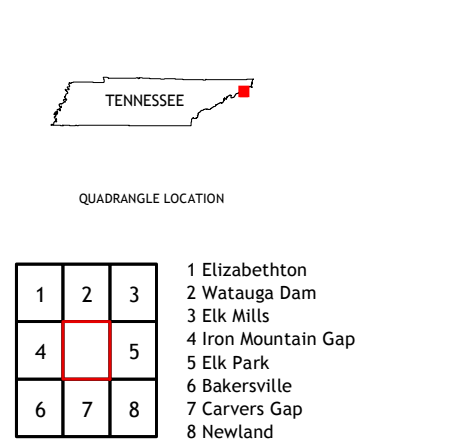 TENNESSEE
QUADRANGLE LOCATION
1 2 3
4 5
6 7 8
1 Elizabethton
2 Watauga Dam
3 Elk Mills
4 Iron Mountain Gap
5 Elk Park
6 Bakersville
7 Carvers Gap
8 Newland